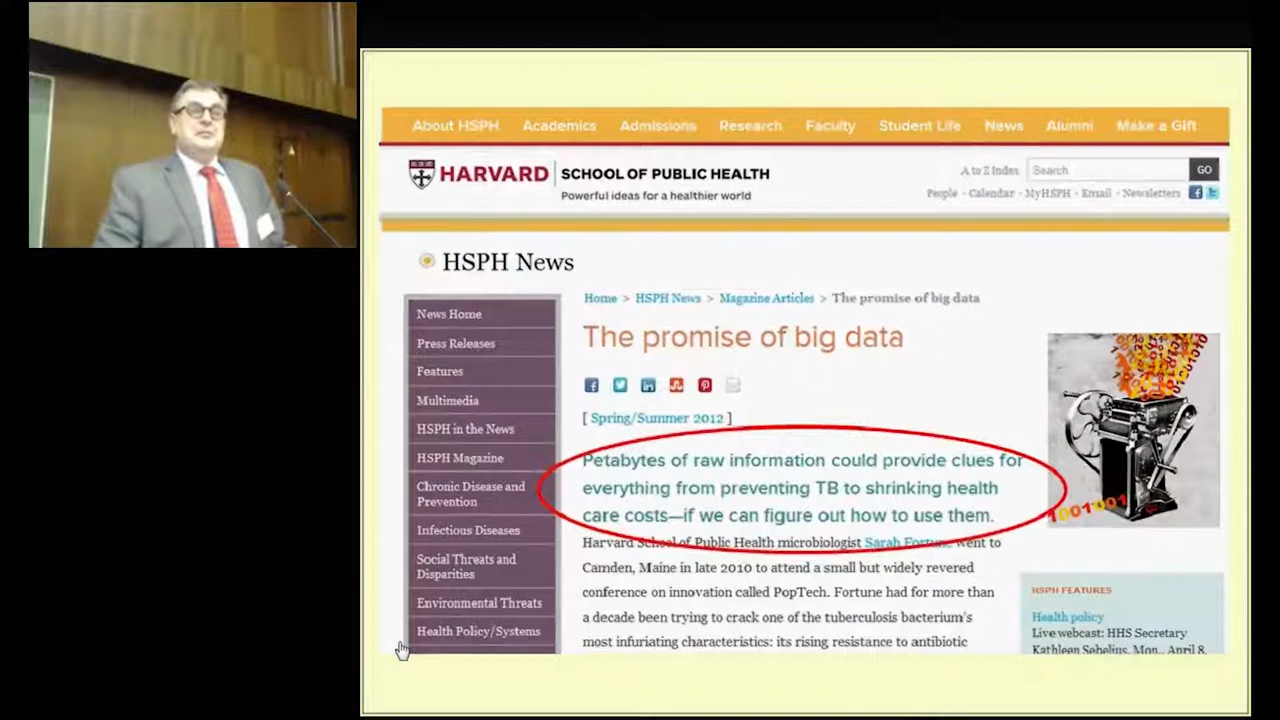 About HSPH Academics Admissions Research Faculty Student Life News Alumni Make a Gift
HARVARD SCHOOL OF PUBLIC HEALTH
Powerful ideas for a healthier world
A to Z Index Search GO
People - Calendar - MyHSPH - Email - Newsletters
HSPH News
News Home
Press Releases
Features
Multimedia
HSPH in the News
HSPH Magazine
Chronic Disease and
Prevention
Infectious Diseases
Social Threats and
Disparities
Environmental Threats
Health Policy/Systems
Home > HSPH News > Magazine Articles > The promise of big data
The promise of big data
[ Spring/Summer 2012 ]
Petabytes of raw information could provide clues for
everything from preventing TB to shrinking health
care costs—if we can figure out how to use them.
Harvard School of Public Health microbiologist Sarah Fortune went to
Camden, Maine in late 2010 to attend a small but widely revered
conference on innovation called PopTech. Fortune had for more than
a decade been trying to crack one of the tuberculosis bacterium's
most infuriating characteristics: its rising resistance to antibiotic
1001001
HSPH FEATURES
Health policy
Live webcast: HHS Secretary
Kathleen Sebelius, Mon., April 8,